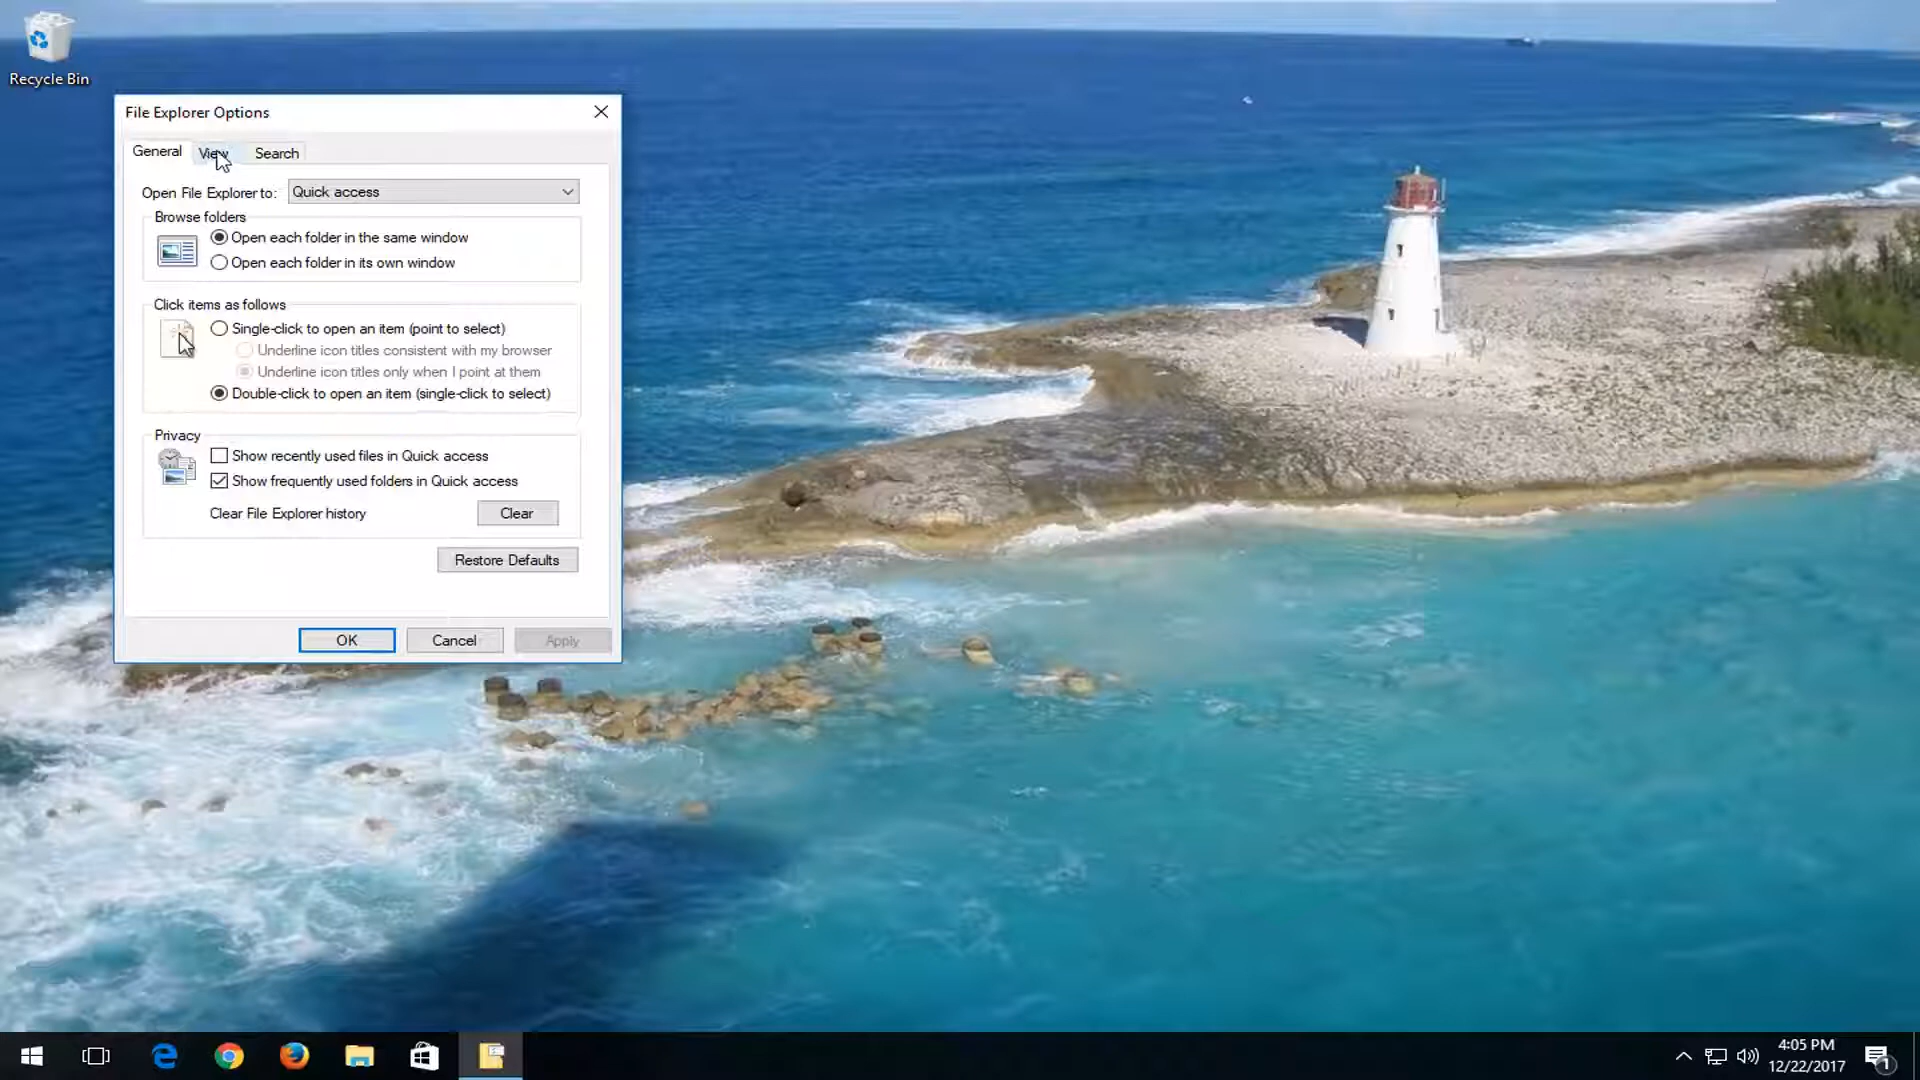 Recycle Bin
File Explorer Options
General View Search
Open File Explorer to: Quick access
Browse folders
Open each folder in the same window
Open each folder in its own window
Click items as follows
Single-click to open an item (point to select)
Underline icon titles consistent with my browser
Underline icon titles only when I point at them
Double-click to open an item (single-click to select)
Privacy
Show recently used files in Quick access
Show frequently used folders in Quick access
Clear File Explorer history Clear
Restore Defaults
OK Cancel Apply
4:05 PM
12/22/2017
1